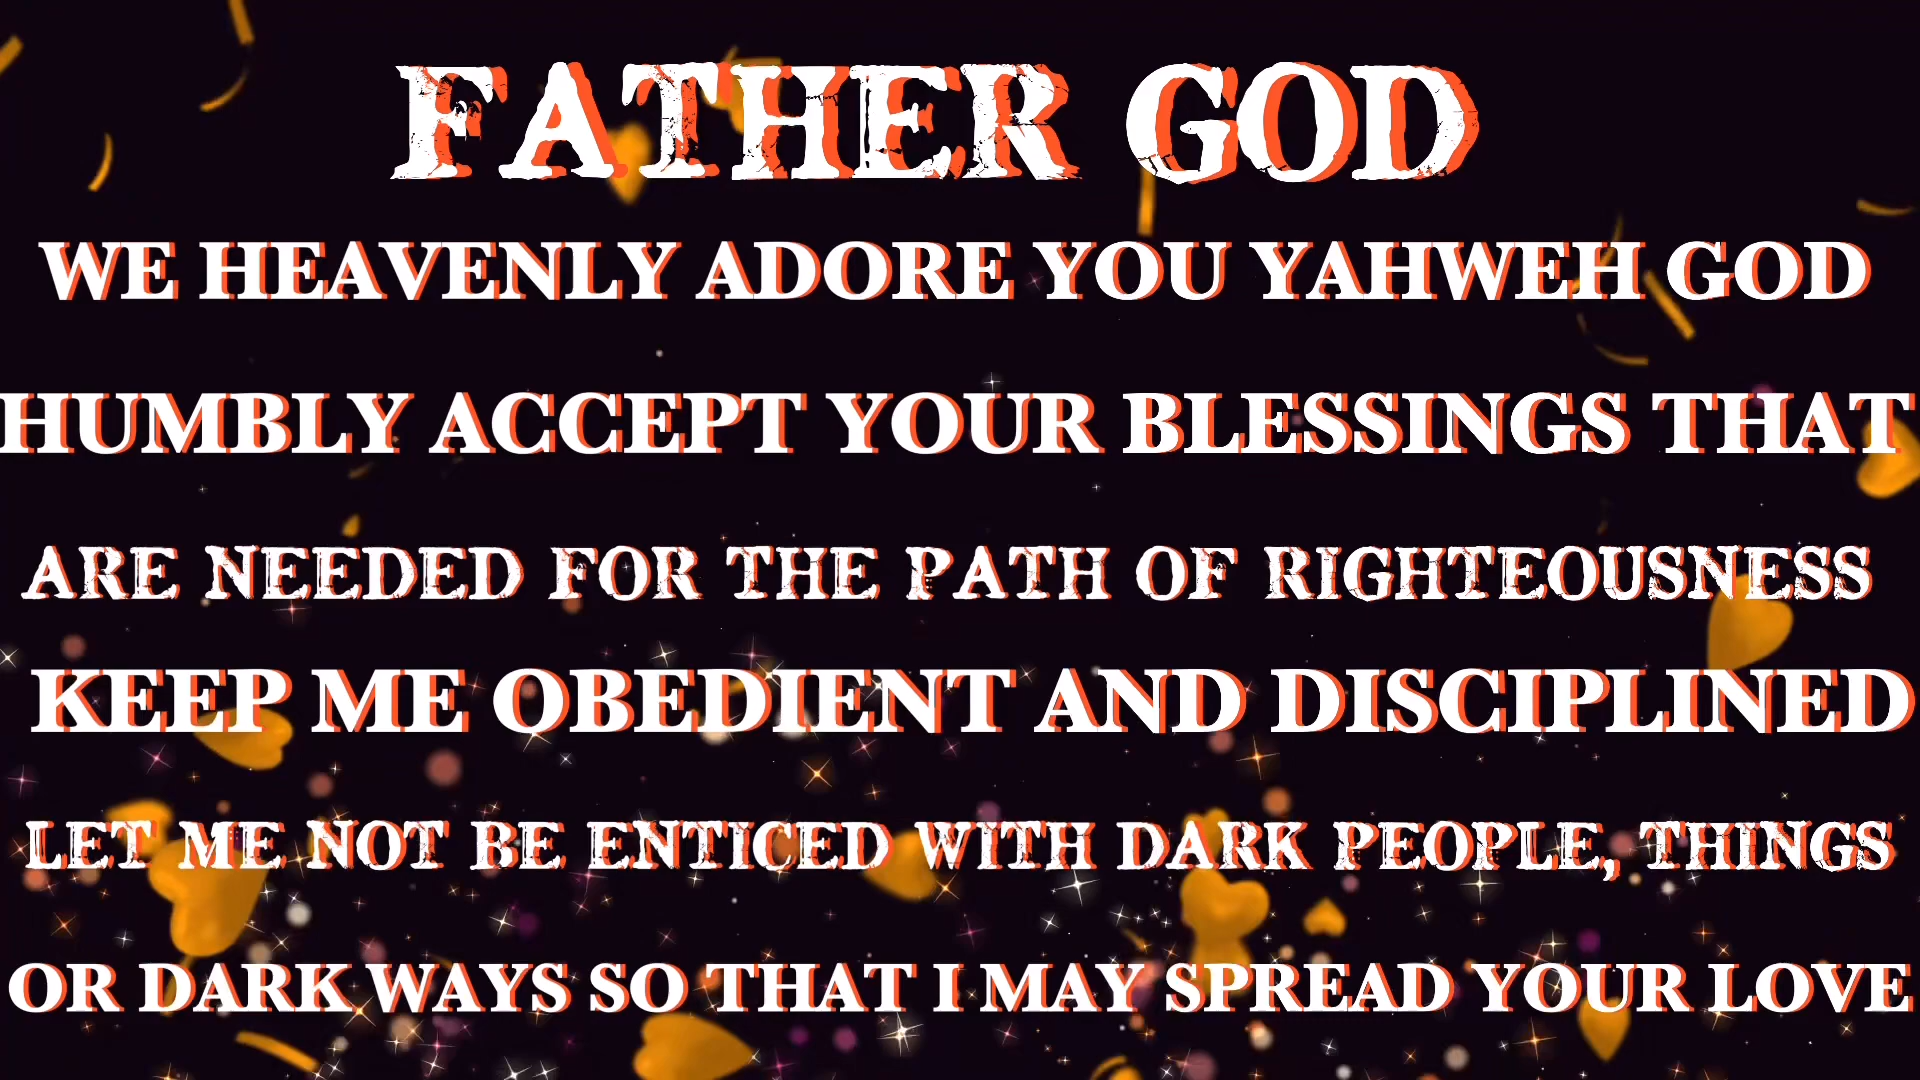 FATHER GOD
WE HEAVENLY ADORE YOU YAHWEH GOD
HUMBLY ACCEPT YOUR BLESSINGS THAT
ARE NEEDED FOR THE PATH OF RIGHTEOUSNESS
KEEP ME OBEDIENT AND DISCIPLINED
LET ME NOT BE ENTICED WITH DARK PEOPLE, THINGS
OR DARK WAYS SO THAT I MAY SPREAD YOUR LOVE